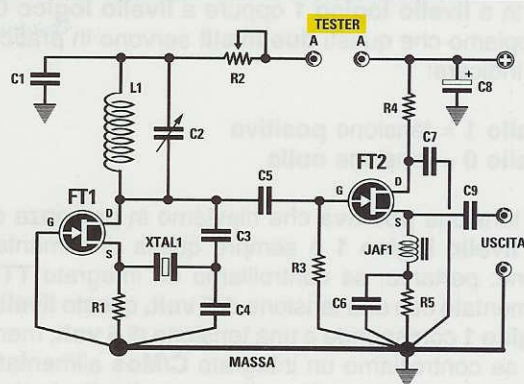 TESTER
A
A
C1
L1
R2
C2
R4
C8
+
FT1
FT2
C7
C5
D
D
G
G
C9
S
S
XTAL1
C3
JAF1
USCITA
R3
R1
C4
C6
R5
MASSA